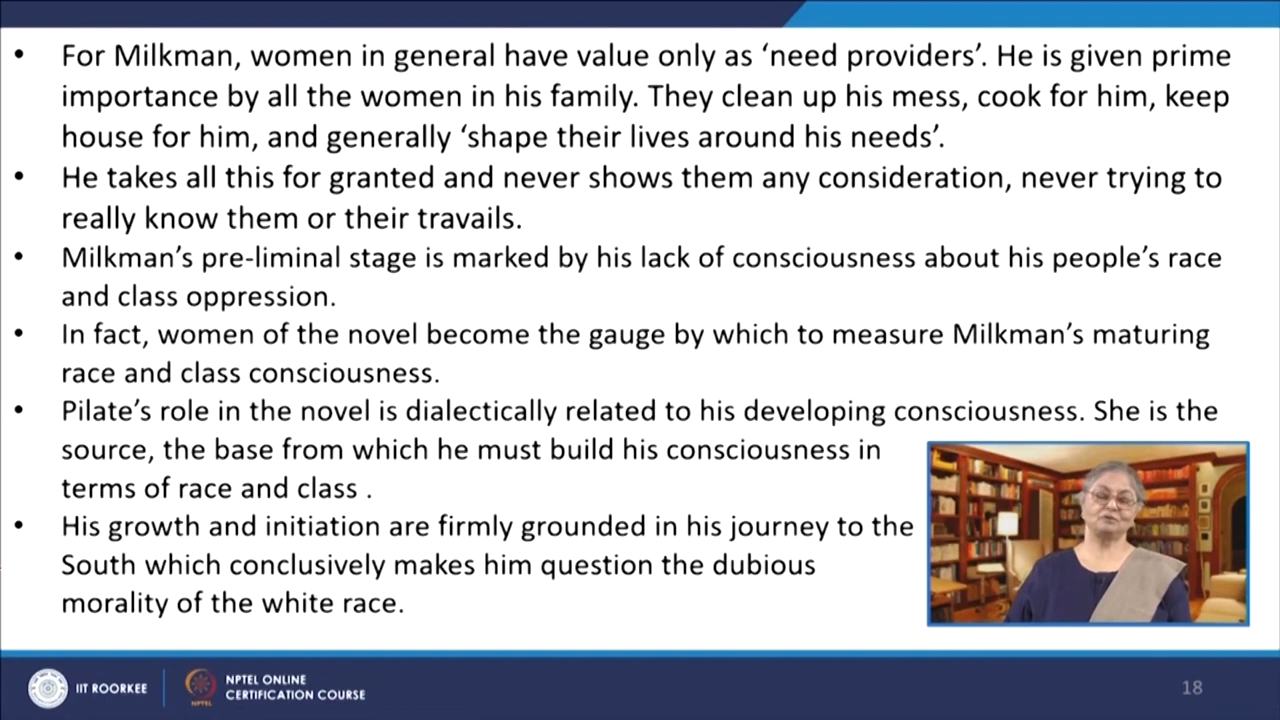 • For Milkman, women in general have value only as ‘need providers’. He is given prime
importance by all the women in his family. They clean up his mess, cook for him, keep
house for him, and generally ‘shape their lives around his needs’.
• He takes all this for granted and never shows them any consideration, never trying to
really know them or their travails.
• Milkman’s pre-liminal stage is marked by his lack of consciousness about his people’s race
and class oppression.
• In fact, women of the novel become the gauge by which to measure Milkman’s maturing
race and class consciousness.
• Pilate’s role in the novel is dialectically related to his developing consciousness. She is the
source, the base from which he must build his consciousness in
terms of race and class .
• His growth and initiation are firmly grounded in his journey to the
South which conclusively makes him question the dubious
morality of the white race.
IIT ROORKEE
NPTEL
NPTEL ONLINE
CERTIFICATION COURSE
18